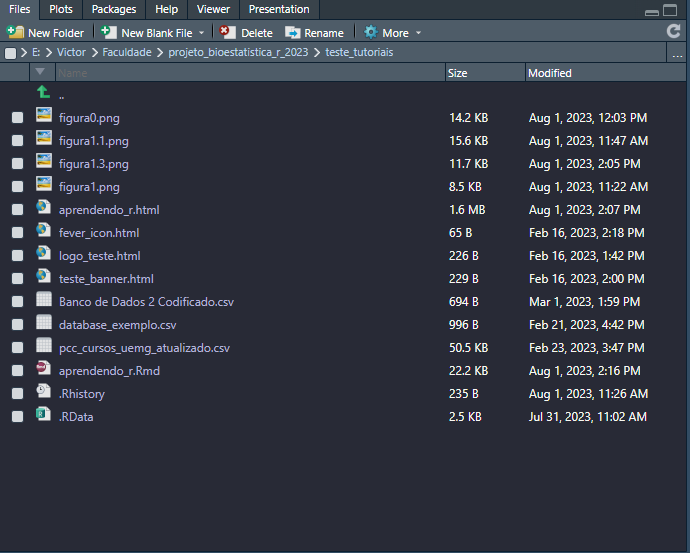 Files Plots Packages Help Viewer Presentation
New Folder New Blank File Delete Rename More
E: Victor Faculdade projeto_bioestatistica_r_2023 teste_tutoriais ...
Name Size Modified
..
figura0.png 14.2 KB Aug 1, 2023, 12:03 PM
figura1.1.png 15.6 KB Aug 1, 2023, 11:47 AM
figura1.3.png 11.7 KB Aug 1, 2023, 2:05 PM
figura1.png 8.5 KB Aug 1, 2023, 11:22 AM
aprendendo_r.html 1.6 MB Aug 1, 2023, 2:07 PM
fever_icon.html 65 B Feb 16, 2023, 2:18 PM
logo_teste.html 226 B Feb 16, 2023, 1:42 PM
teste_banner.html 229 B Feb 16, 2023, 2:00 PM
Banco de Dados 2 Codificado.csv 694 B Mar 1, 2023, 1:59 PM
database_exemplo.csv 996 B Feb 21, 2023, 4:42 PM
pcc_cursos_uemg_atualizado.csv 50.5 KB Feb 23, 2023, 3:47 PM
aprendendo_r.Rmd 22.2 KB Aug 1, 2023, 2:16 PM
.Rhistory 235 B Aug 1, 2023, 11:26 AM
.RData 2.5 KB Jul 31, 2023, 11:02 AM